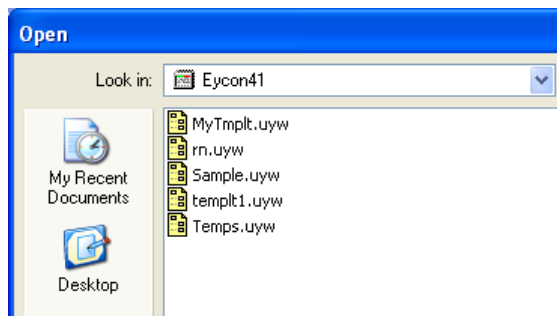 Open
Look in: Eycon41
MyTmplt.uyw
rn.uyw
Sample.uyw
templt1.uyw
Temps.uyw
My Recent
Documents
Desktop